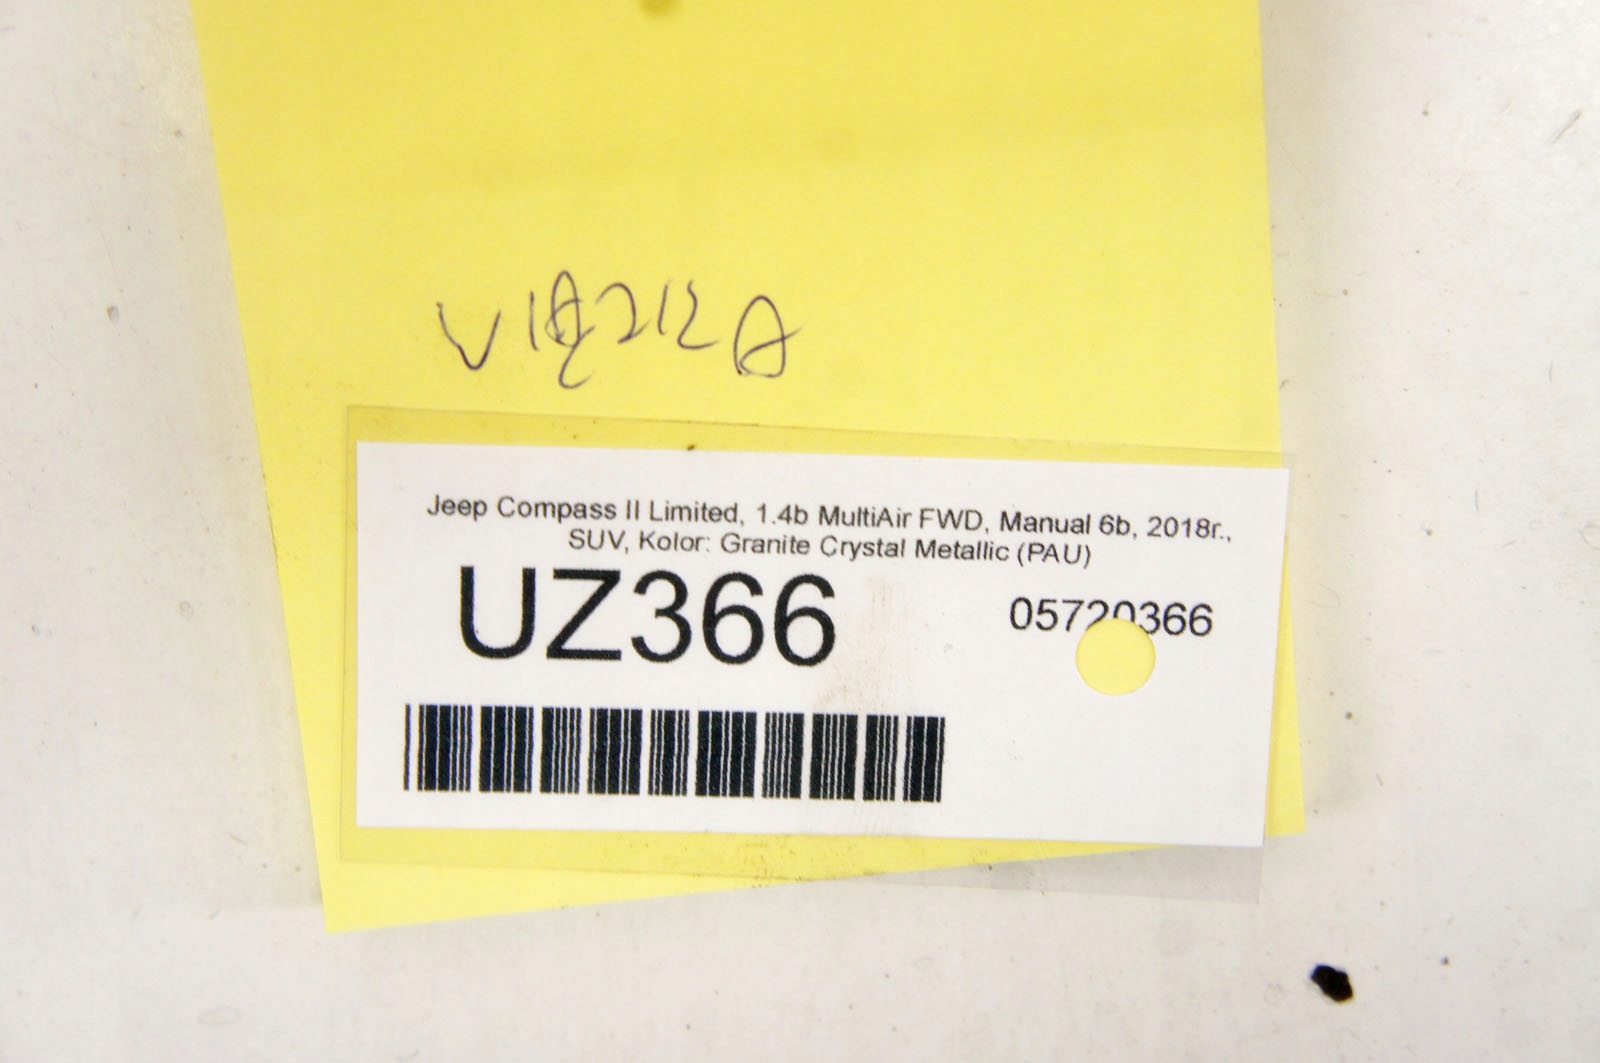 Jeep Compass II Limited, 1.4b MultiAir FWD, Manual 6b, 2018r.,
SUV, Kolor: Granite Crystal Metallic (PAU)
UZ366
05720366